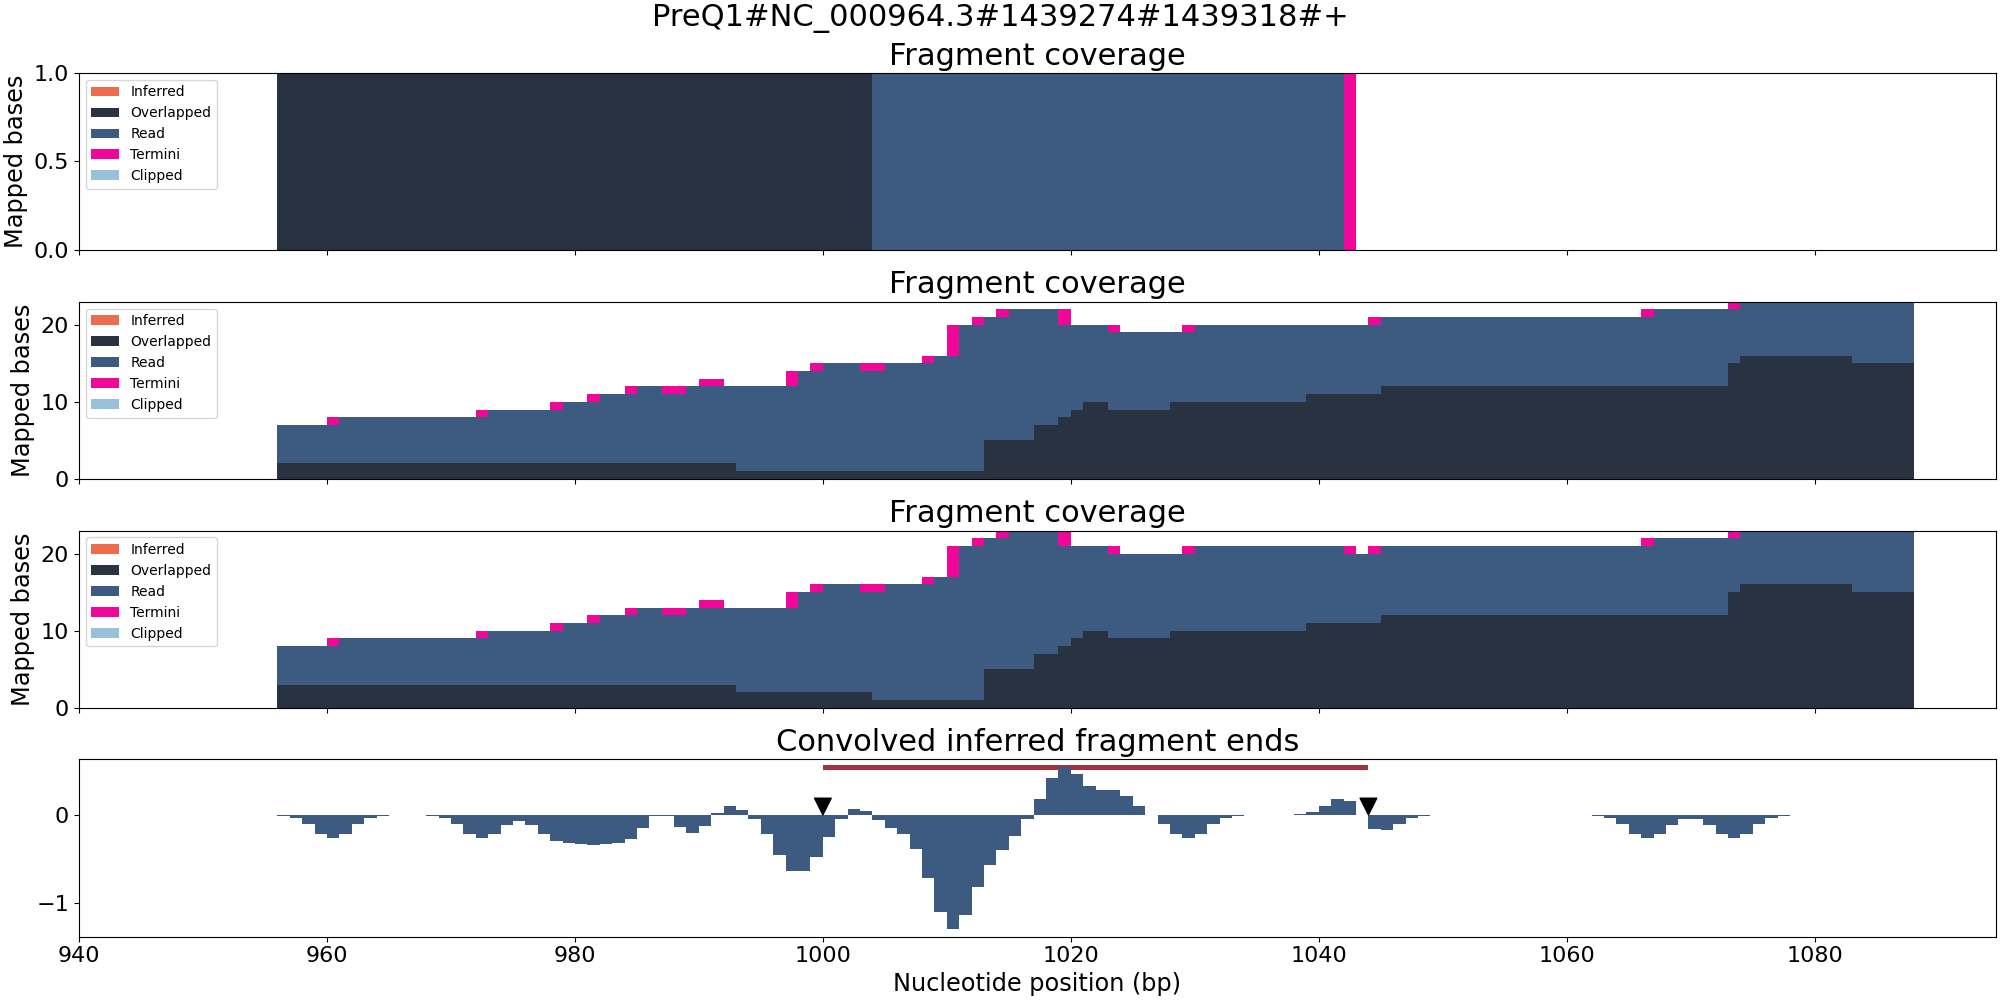 PreQ1#NC_000964.3#1439274#1439318#+
Fragment coverage
Mapped bases
1.0
0.5
0.0
Inferred
Overlapped
Read
Termini
Clipped
Fragment coverage
Mapped bases
20
10
0
Inferred
Overlapped
Read
Termini
Clipped
Fragment coverage
Mapped bases
20
10
0
Inferred
Overlapped
Read
Termini
Clipped
Convolved inferred fragment ends
0
−1
940 960 980 1000 1020 1040 1060 1080
Nucleotide position (bp)